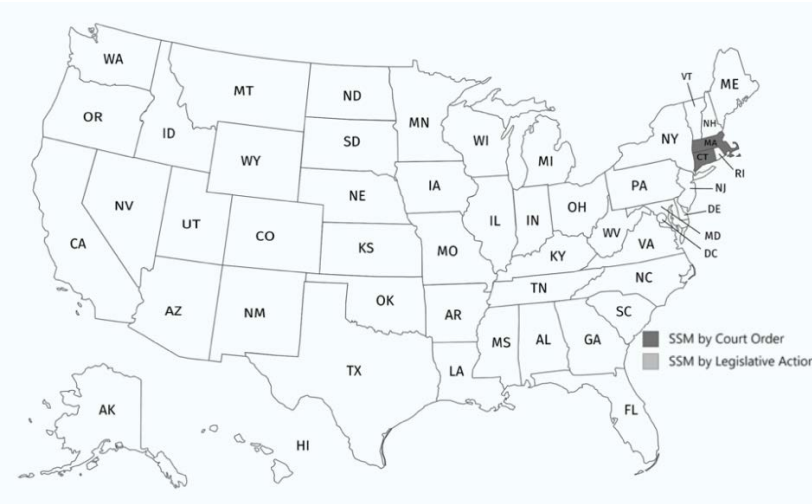 WA
MT
ND
MN
OR
ID
SD
WI
MI
NY
VT
NH
ME
MA
CT
RI
WY
NE
IA
PA
NJ
NV
UT
CO
IL
IN
OH
DE
MD
DC
WV
VA
CA
KS
MO
KY
NC
AZ
NM
OK
AR
TN
SC
MS
AL
GA
TX
LA
FL
AK
HI
SSM by Court Order
SSM by Legislative Action